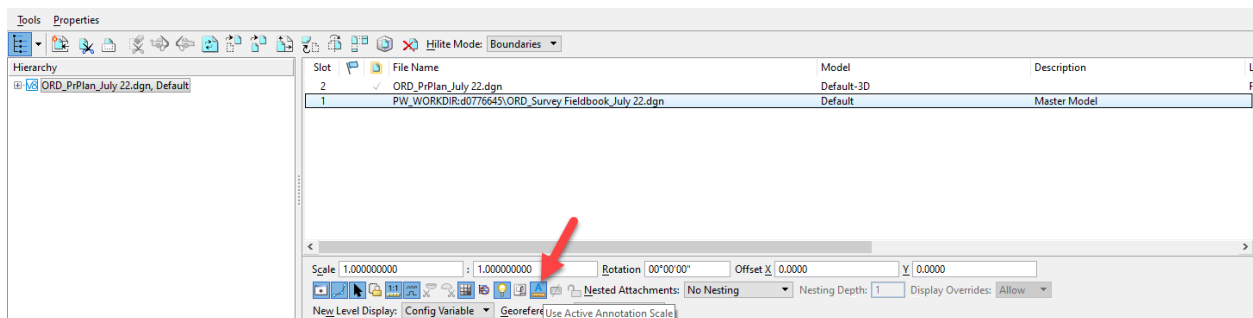 Tools Properties
Hilite Mode: Boundaries
Hierarchy
Slot File Name Model Description
ORD_PrPlan_July 22.dgn, Default
2 ORD_PrPlan_July 22.dgn Default-3D
1 PW_WORKDIR:d0776645\ORD_Survey Fieldbook_July 22.dgn Default Master Model
Scale 1.000000000 : 1.000000000 Rotation 00°00'00" Offset X 0.0000 Y 0.0000
1:1 Nested Attachments: No Nesting Nesting Depth: 1 Display Overrides: Allow
New Level Display: Config Variable Georefere
Use Active Annotation Scale